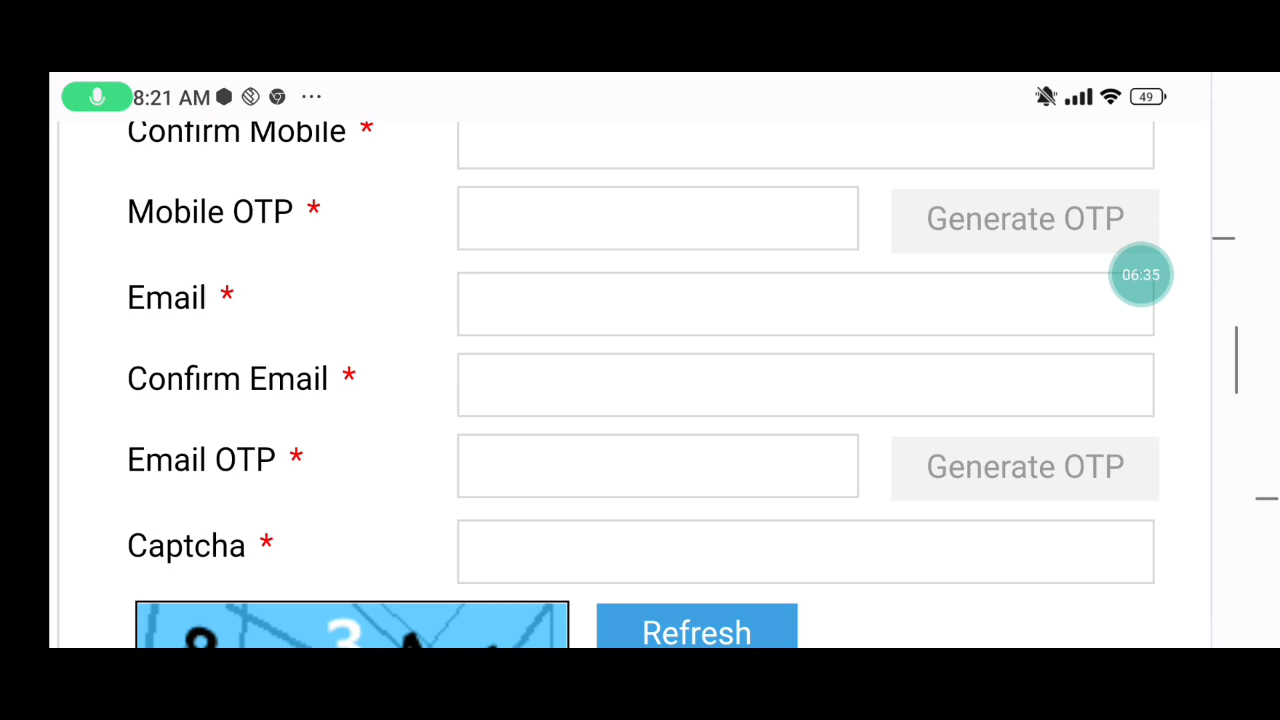 8:21 AM ... 49
Confirm Mobile *
Mobile OTP * Generate OTP
06:35
Email *
Confirm Email *
Email OTP * Generate OTP
Captcha *
3 Refresh